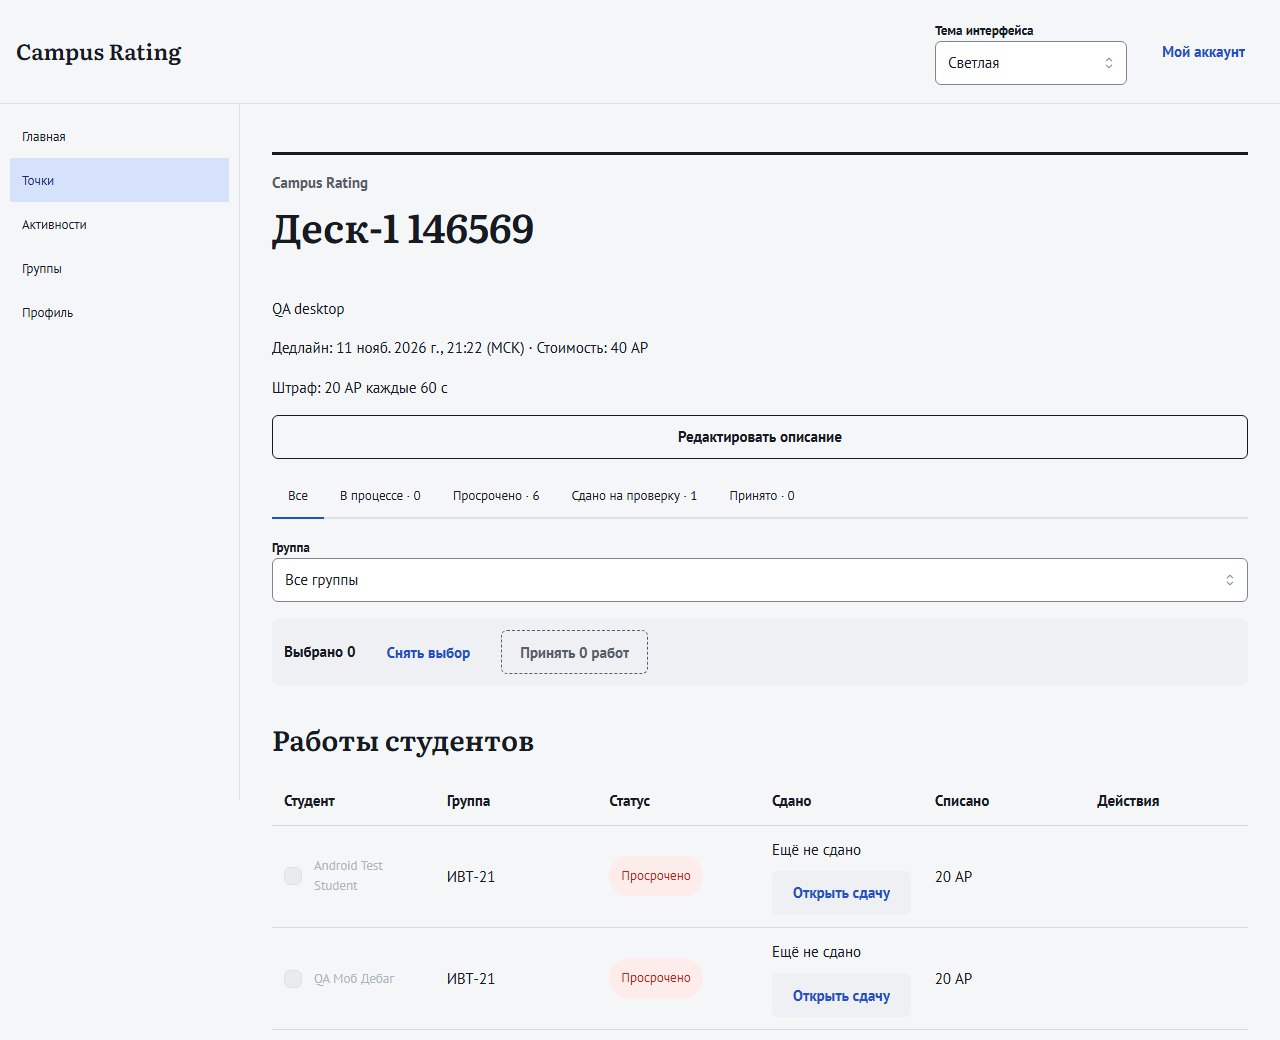 Campus Rating
Тема интерфейса
Светлая
Мой аккаунт
Главная
Точки
Активности
Группы
Профиль
Campus Rating
Деск-1 146569
QA desktop
Дедлайн: 11 нояб. 2026 г., 21:22 (МСК) · Стоимость: 40 АР
Штраф: 20 АР каждые 60 с
Редактировать описание
Все
В процессе · 0
Просрочено · 6
Сдано на проверку · 1
Принято · 0
Группа
Все группы
Выбрано 0
Снять выбор
Принять 0 работ
Работы студентов
Студент
Группа
Статус
Сдано
Списано
Действия
Android Test
Student
ИВТ-21
Просрочено
Ещё не сдано
Открыть сдачу
20 АР
QA Моб Дебаг
ИВТ-21
Просрочено
Ещё не сдано
Открыть сдачу
20 АР